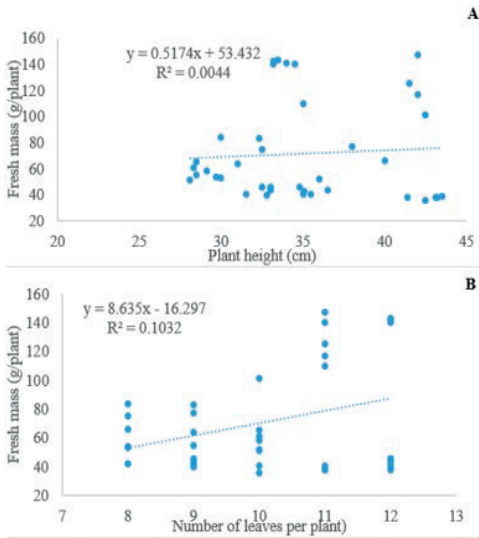 A
y = 0.5174x + 53.432
R² = 0.0044
Fresh mass (g/plant)
160
140
120
100
80
60
40
20
20 25 30 35 40 45
Plant height (cm)
B
y = 8.635x - 16.297
R² = 0.1032
Fresh mass (g/plant)
160
140
120
100
80
60
40
20
7 8 9 10 11 12 13
Number of leaves per plant)